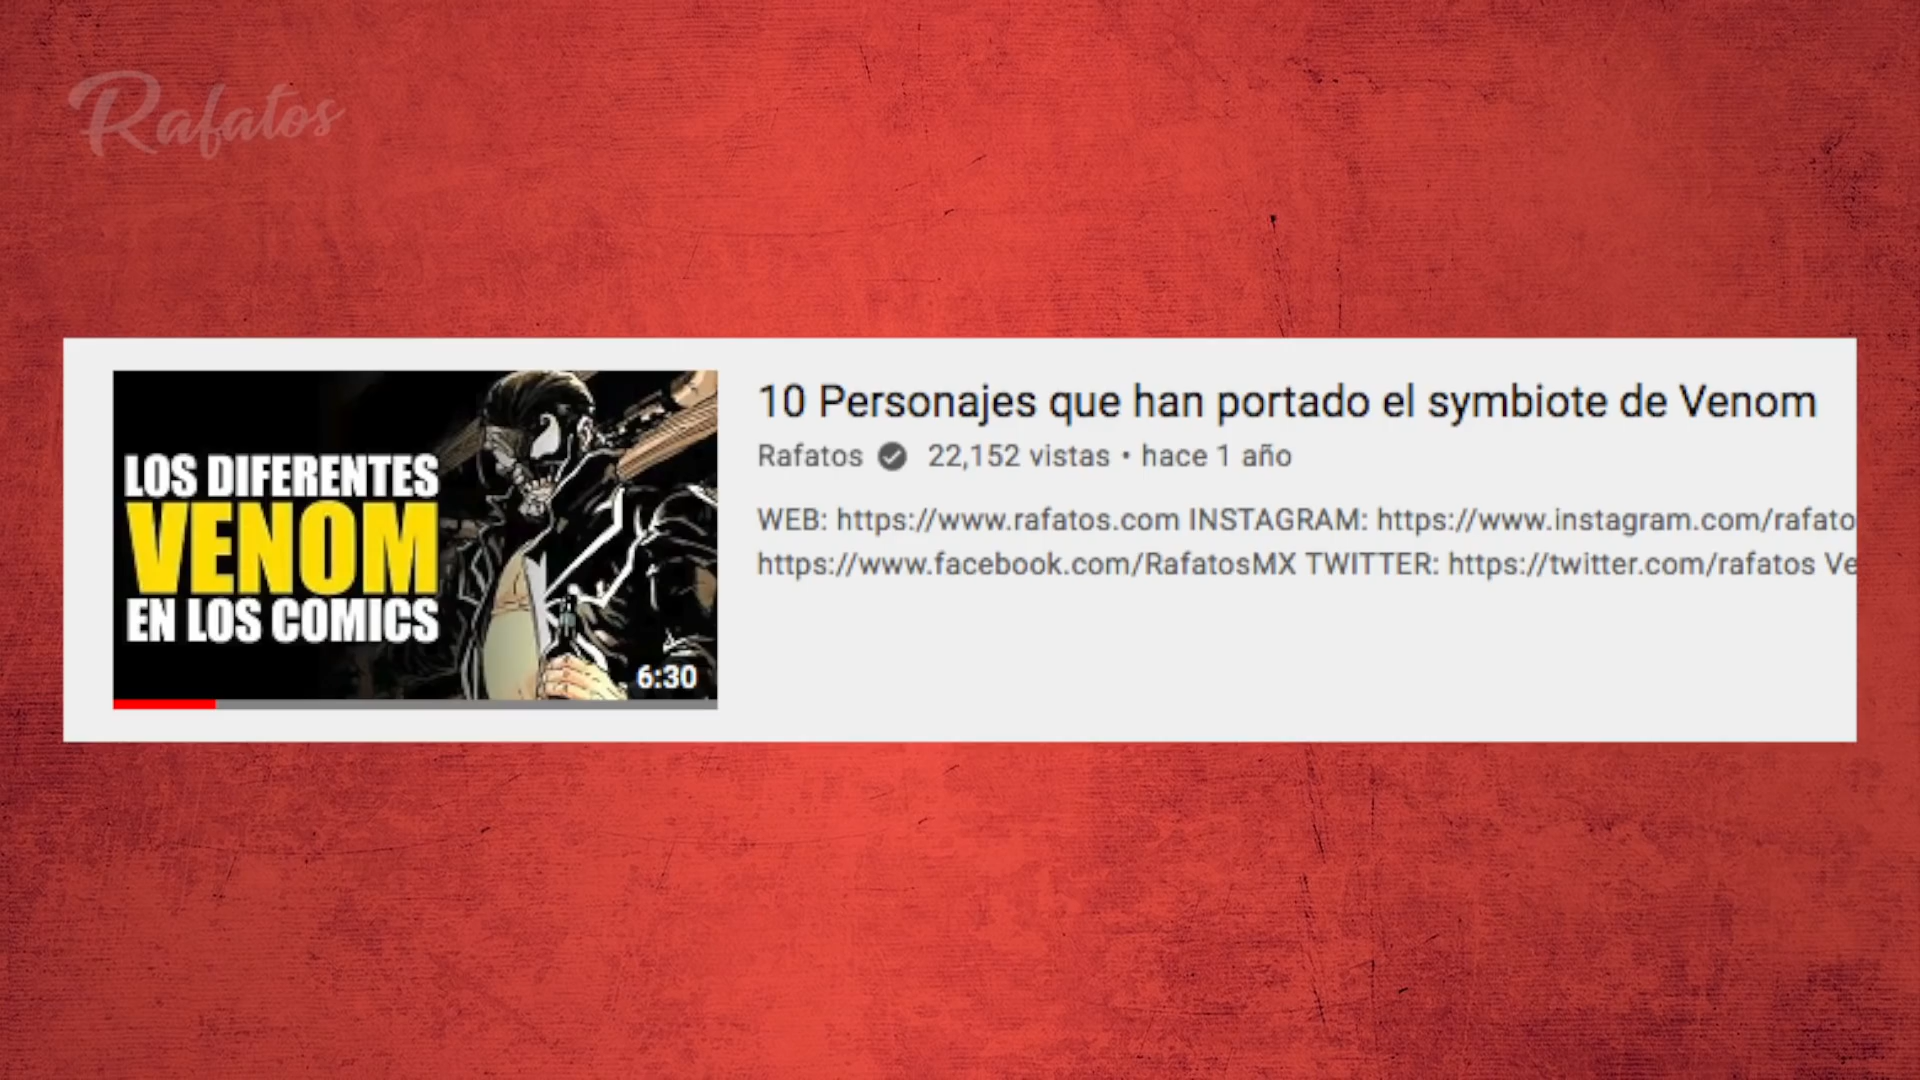 Rafatos
LOS DIFERENTES
VENOM
EN LOS COMICS
6:30
10 Personajes que han portado el symbiote de Venom
Rafatos 22,152 vistas • hace 1 año
WEB: https://www.rafatos.com INSTAGRAM: https://www.instagram.com/rafato
https://www.facebook.com/RafatosMX TWITTER: https://twitter.com/rafatos Ve